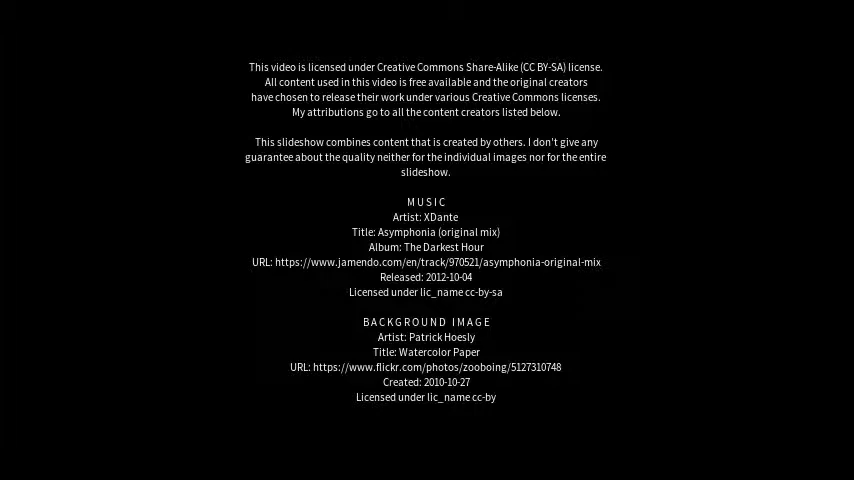 This video is licensed under Creative Commons Share-Alike (CC BY-SA) license.
All content used in this video is free available and the original creators
have chosen to release their work under various Creative Commons licenses.
My attributions go to all the content creators listed below.
This slideshow combines content that is created by others. I don't give any
guarantee about the quality neither for the individual images nor for the entire
slideshow.
MUSIC
Artist: XDante
Title: Asymphonia (original mix)
Album: The Darkest Hour
URL: https://www.jamendo.com/en/track/970521/asymphonia-original-mix
Released: 2012-10-04
Licensed under lic_name cc-by-sa
BACKGROUND IMAGE
Artist: Patrick Hoesly
Title: Watercolor Paper
URL: https://www.flickr.com/photos/zooboing/5127310748
Created: 2010-10-27
Licensed under lic_name cc-by